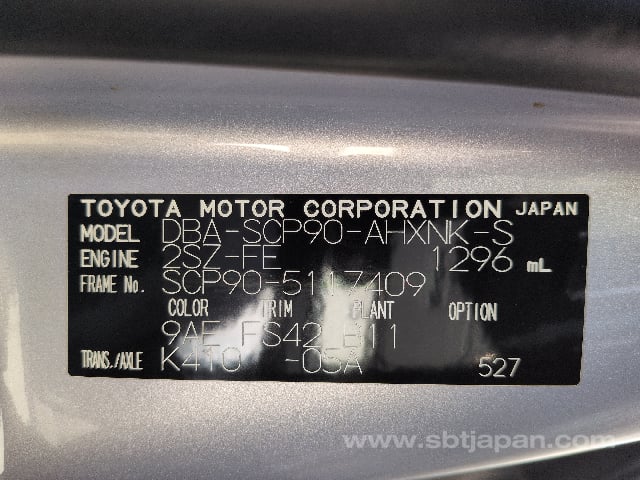 TOYOTA MOTOR CORPORATION JAPAN
MODEL DBA-SCP90-AHXNK-S
ENGINE 2SZ-FE 1296 mL
FRAME No. SCP90-5117409
COLOR TRIM PLANT OPTION
9AE FS42 B11
TRANS./AXLE K410 -05A 527
www.sbtjapan.com